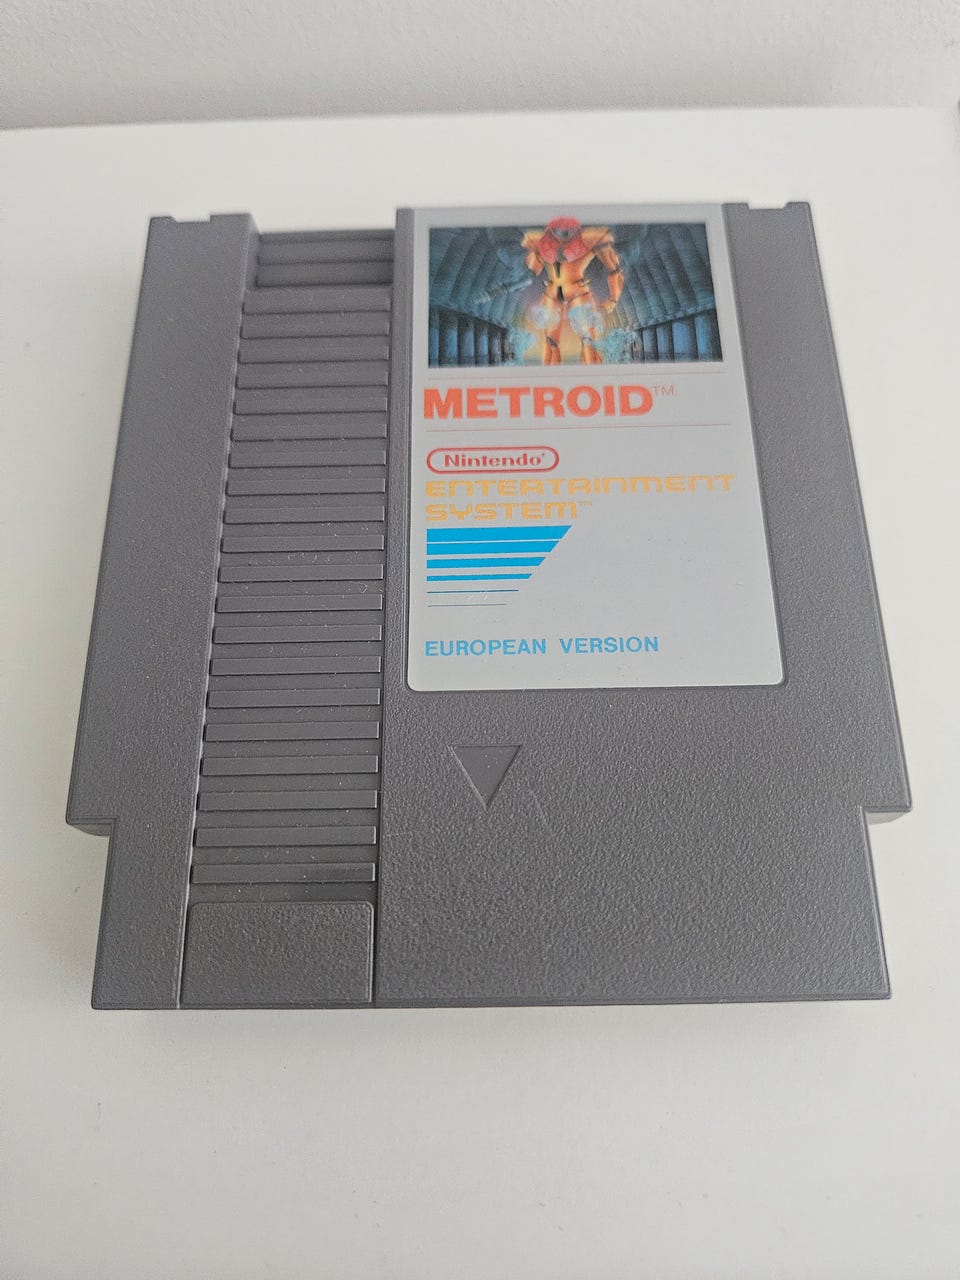 METROID™
Nintendo®
ENTERTAINMENT
SYSTEM™
EUROPEAN VERSION